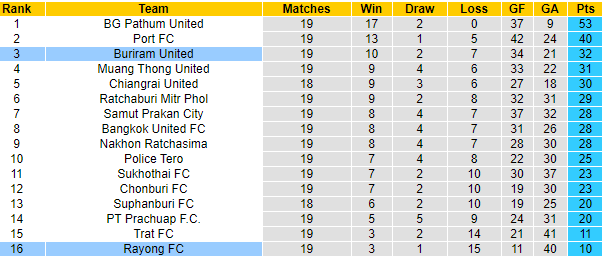 Rank Team Matches Win Draw Loss GF GA Pts
1 BG Pathum United 19 17 2 0 37 9 53
2 Port FC 19 13 1 5 42 24 40
3 Buriram United 19 10 2 7 34 21 32
4 Muang Thong United 19 9 4 6 33 22 31
5 Chiangrai United 18 9 3 6 27 18 30
6 Ratchaburi Mitr Phol 19 9 2 8 32 31 29
7 Samut Prakan City 19 8 4 7 37 32 28
8 Bangkok United FC 19 8 4 7 31 26 28
9 Nakhon Ratchasima 19 8 4 7 28 30 28
10 Police Tero 19 7 4 8 22 30 25
11 Sukhothai FC 19 7 2 10 30 37 23
12 Chonburi FC 19 7 2 10 19 30 23
13 Suphanburi FC 18 6 2 10 19 25 20
14 PT Prachuap F.C. 19 5 5 9 24 31 20
15 Trat FC 19 3 2 14 21 41 11
16 Rayong FC 19 3 1 15 11 40 10